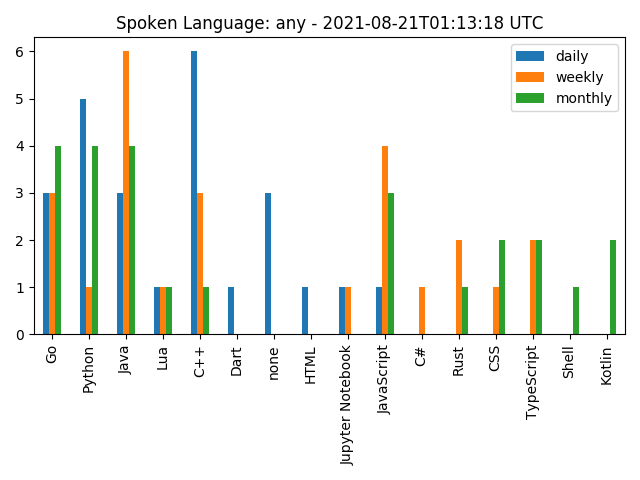 Spoken Language: any - 2021-08-21T01:13:18 UTC
daily
weekly
monthly
6
5
4
3
2
1
0
Go
Python
Java
Lua
C++
Dart
none
HTML
Jupyter Notebook
JavaScript
C#
Rust
CSS
TypeScript
Shell
Kotlin